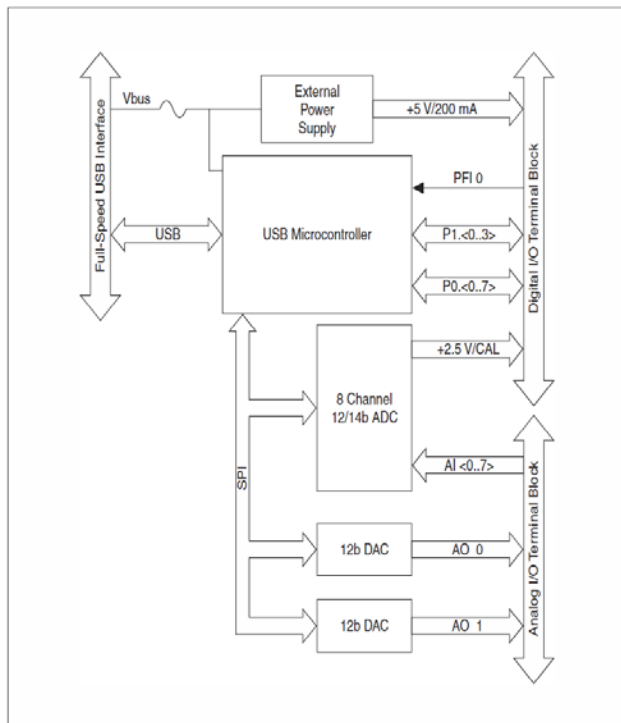 Full-Speed USB Interface
Vbus
External
Power
Supply
+5 V/200 mA
Digital I/O Terminal Block
PFI 0
USB
USB Microcontroller
P1.<0..3>
P0.<0..7>
+2.5 V/CAL
8 Channel
12/14b ADC
SPI
AI <0..7>
Analog I/O Terminal Block
12b DAC
AO 0
12b DAC
AO 1